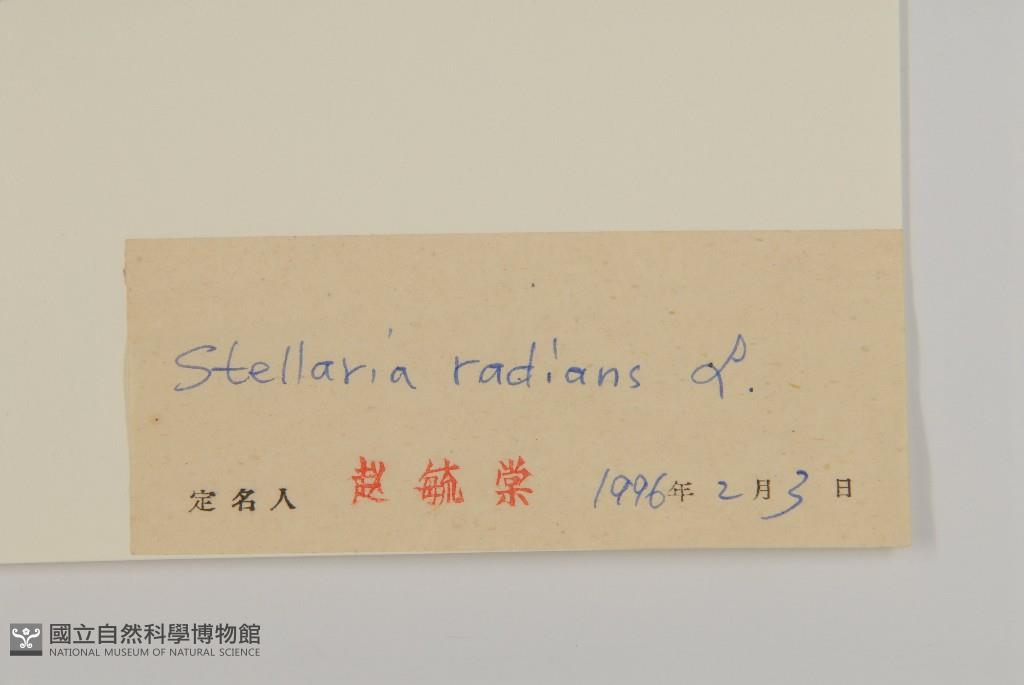 Stellaria radians L.
定名人 赵毓棠 1996年2月3日
國立自然科學博物館
NATIONAL MUSEUM OF NATURAL SCIENCE